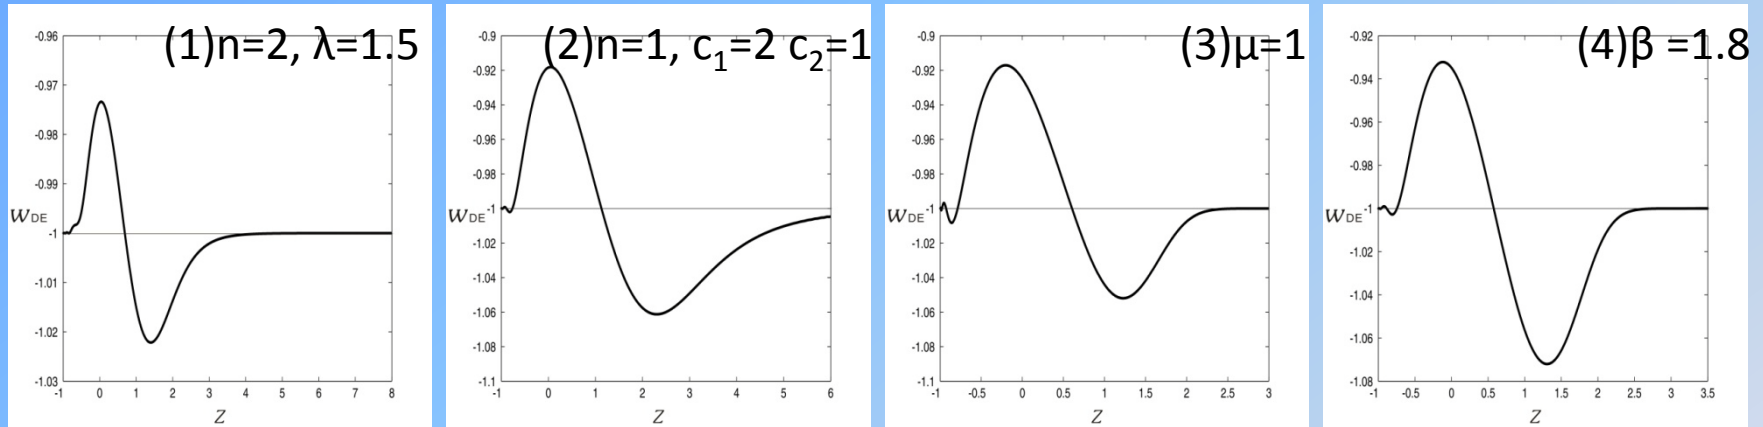 (1)n=2, λ=1.5
-0.96
-0.97
-0.98
-0.99
-1
-1.01
-1.02
-1.03
wDE
-1 0 1 2 3 4 5 6 7 8
z
(2)n=1, c₁=2 c₂=1
-0.9
-0.92
-0.94
-0.96
-0.98
-1
-1.02
-1.04
-1.06
-1.08
-1.1
wDE
-1 0 1 2 3 4 5 6
z
(3)μ=1
-0.9
-0.92
-0.94
-0.96
-0.98
-1
-1.02
-1.04
-1.06
-1.08
-1.1
wDE
-1 -0.5 0 0.5 1 1.5 2 2.5 3
z
(4)β =1.8
-0.92
-0.94
-0.96
-0.98
-1
-1.02
-1.04
-1.06
-1.08
wDE
-1 -0.5 0 0.5 1 1.5 2 2.5 3 3.5
z